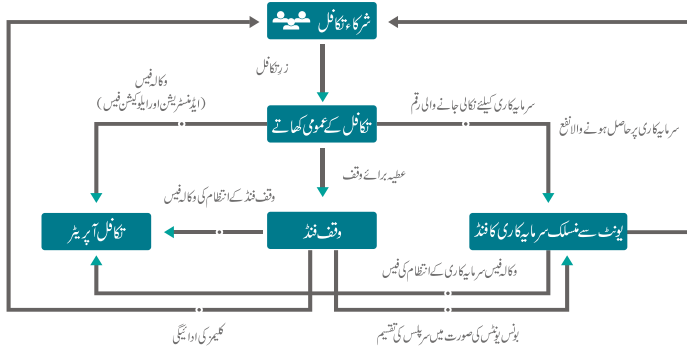 شرکاء تکافل
زرِ تکافل
وکالہ فیس
(ایڈمنسٹریشن اور ایلوکیشن فیس)
تکافل کے عمومی کھاتے
سرمایہ کاری کیلئے نکالی جانے والی رقم
سرمایہ کاری پر حاصل ہونے والا نفع
عطیہ برائے وقف
وقف فنڈ کے انتظام کی وکالہ فیس
تکافل آپریٹر
وقف فنڈ
یونٹ سے منسلک سرمایہ کاری کا فنڈ
وکالہ فیس سرمایہ کاری کے انتظام کی فیس
کلیمز کی ادائیگی
بونس یونٹس کی صورت میں سرپلس کی تقسیم